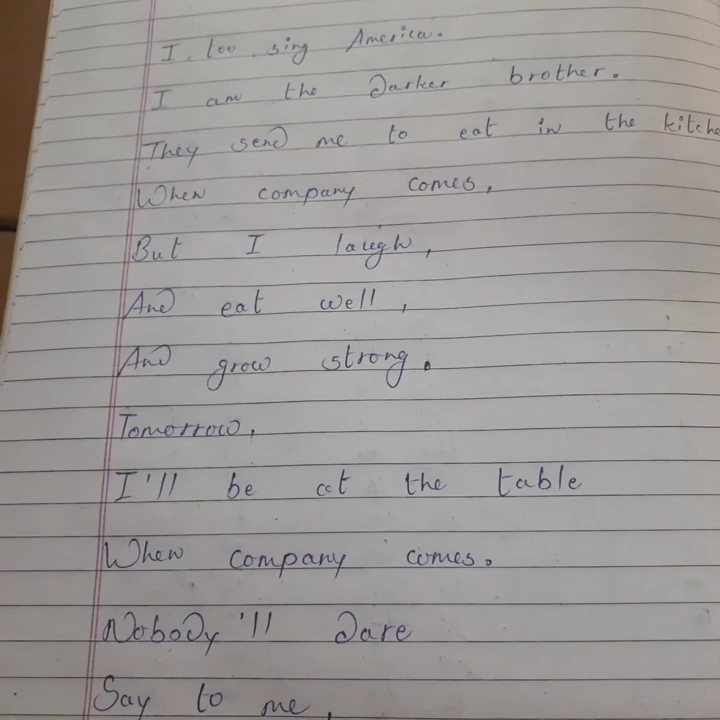 I, too sing America.
I am the darker brother.
They send me to eat in the kitche
When company comes,
But I laugh,
And eat well,
And grow strong.
Tomorrow,
I'll be at the table
When company comes.
Nobody'll dare
Say to me,